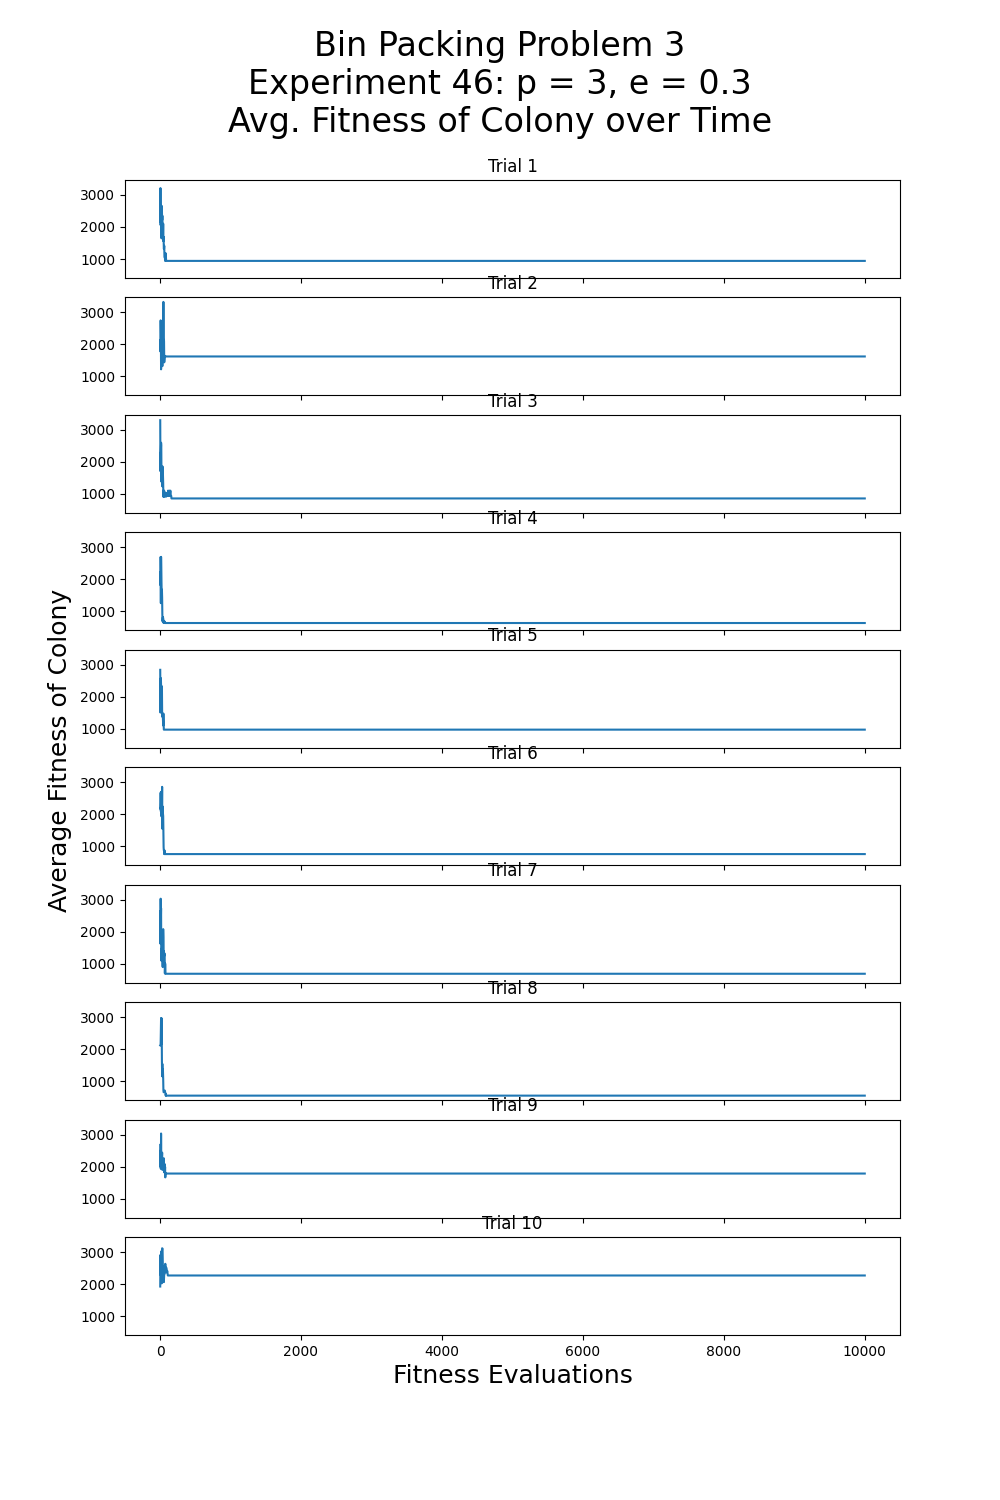 Bin Packing Problem 3
Experiment 46: p = 3, e = 0.3
Avg. Fitness of Colony over Time
Trial 1
3000
2000
1000
Trial 2
3000
2000
1000
Trial 3
3000
2000
1000
Trial 4
3000
2000
1000
Trial 5
3000
2000
1000
Trial 6
3000
2000
1000
Trial 7
3000
2000
1000
Trial 8
3000
2000
1000
Trial 9
3000
2000
1000
Trial 10
3000
2000
1000
0 2000 4000 6000 8000 10000
Fitness Evaluations
Average Fitness of Colony